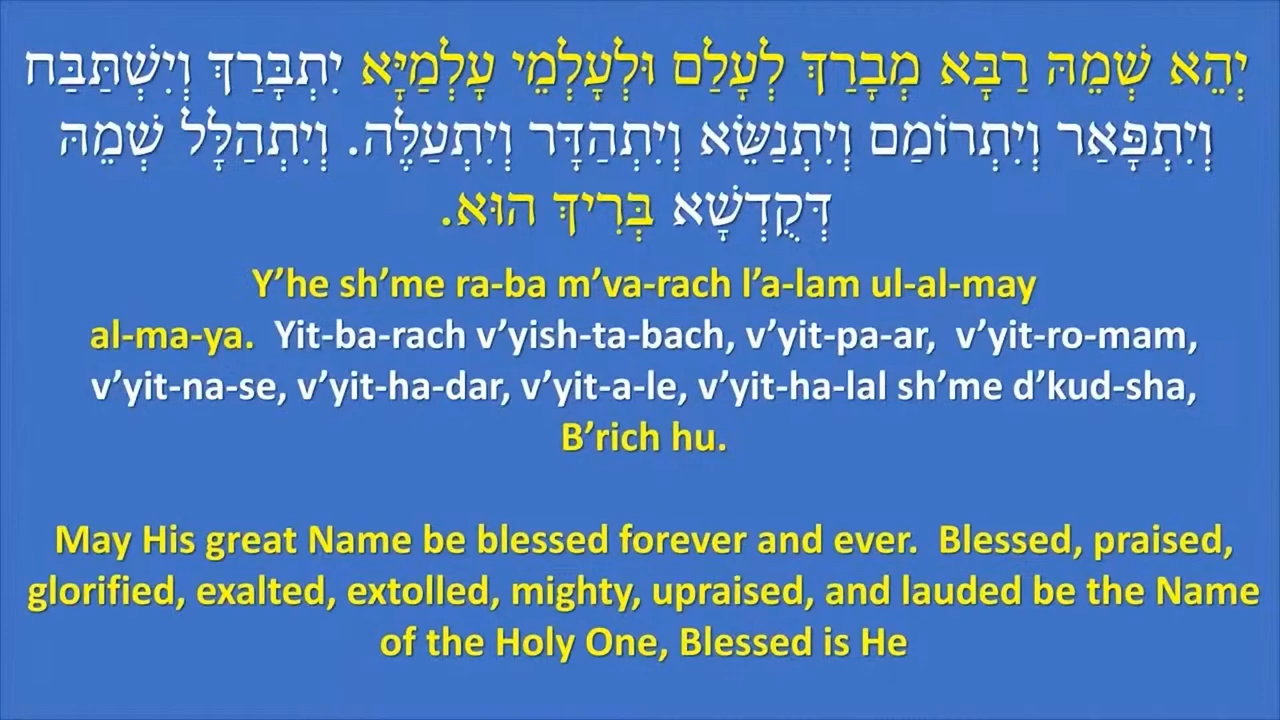 יְהֵא שְׁמֵהּ רַבָּא מְבָרַךְ לְעָלַם וּלְעָלְמֵי עָלְמַיָּא יִתְבָּרַךְ וְיִשְׁתַּבַּח
וְיִתְפָּאַר וְיִתְרוֹמַם וְיִתְנַשֵּׂא וְיִתְהַדָּר וְיִתְעַלֶּה. וְיִתְהַלָּל שְׁמֵהּ
דְּקֻדְשָׁא בְּרִיךְ הוּא.
Y’he sh’me ra-ba m’va-rach l’a-lam ul-al-may
al-ma-ya. Yit-ba-rach v’yish-ta-bach, v’yit-pa-ar, v’yit-ro-mam,
v’yit-na-se, v’yit-ha-dar, v’yit-a-le, v’yit-ha-lal sh’me d’kud-sha,
B’rich hu.
May His great Name be blessed forever and ever. Blessed, praised,
glorified, exalted, extolled, mighty, upraised, and lauded be the Name
of the Holy One, Blessed is He